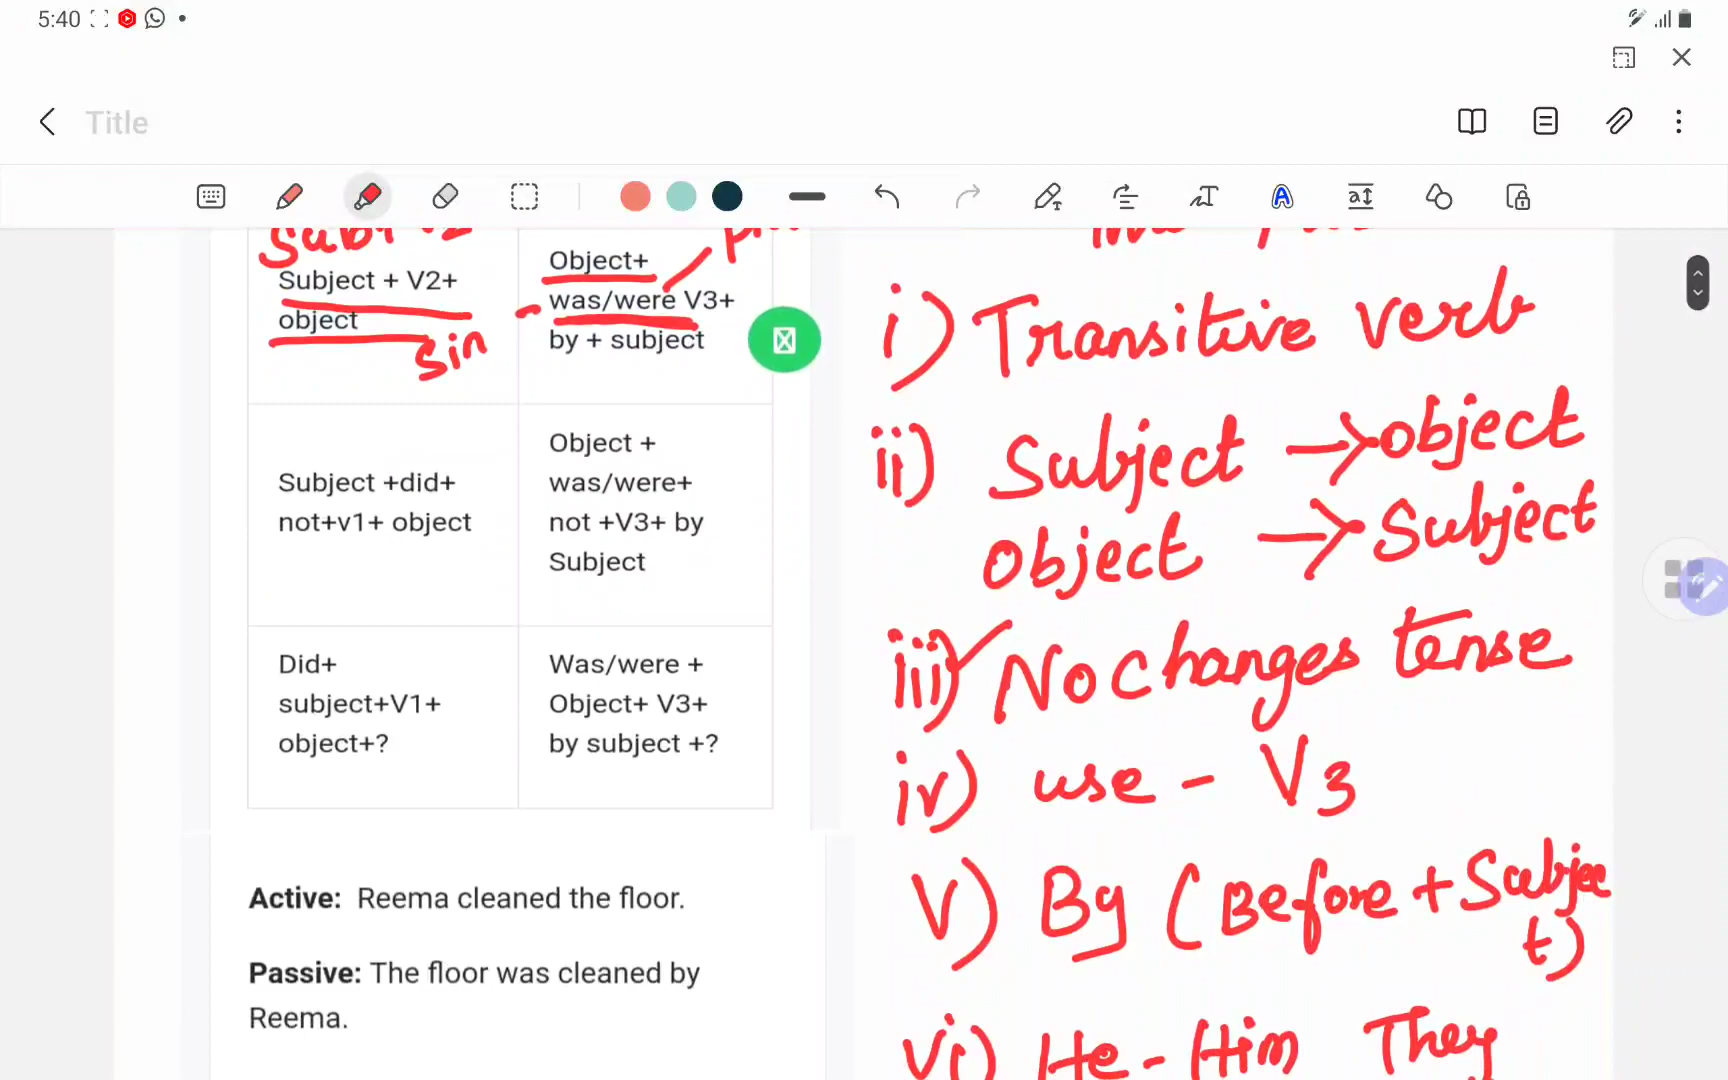 5:40
Title
Subject + V2+
object
sin
Object+
was/were V3+
by + subject
Subject +did+
not+v1+ object
Object +
was/were+
not +V3+ by
Subject
Did+
subject+V1+
object+?
Was/were +
Object+ V3+
by subject +?
Active: Reema cleaned the floor.
Passive: The floor was cleaned by
Reema.
i) Transitive verb
ii) Subject → object
object → Subject
iii) No changes tense
iv) use - V3
V) By (Before + Subjec
t)
vi) He - Him They